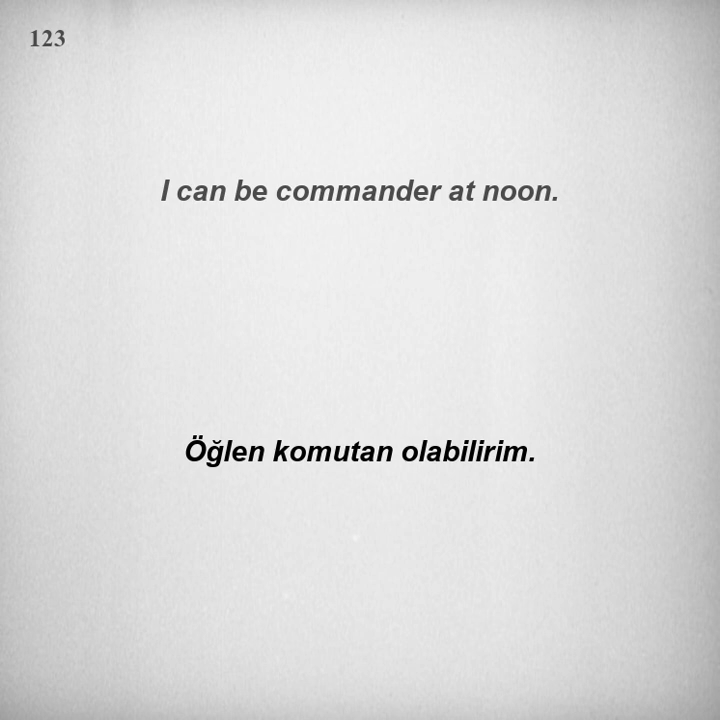 123
I can be commander at noon.
Öğlen komutan olabilirim.